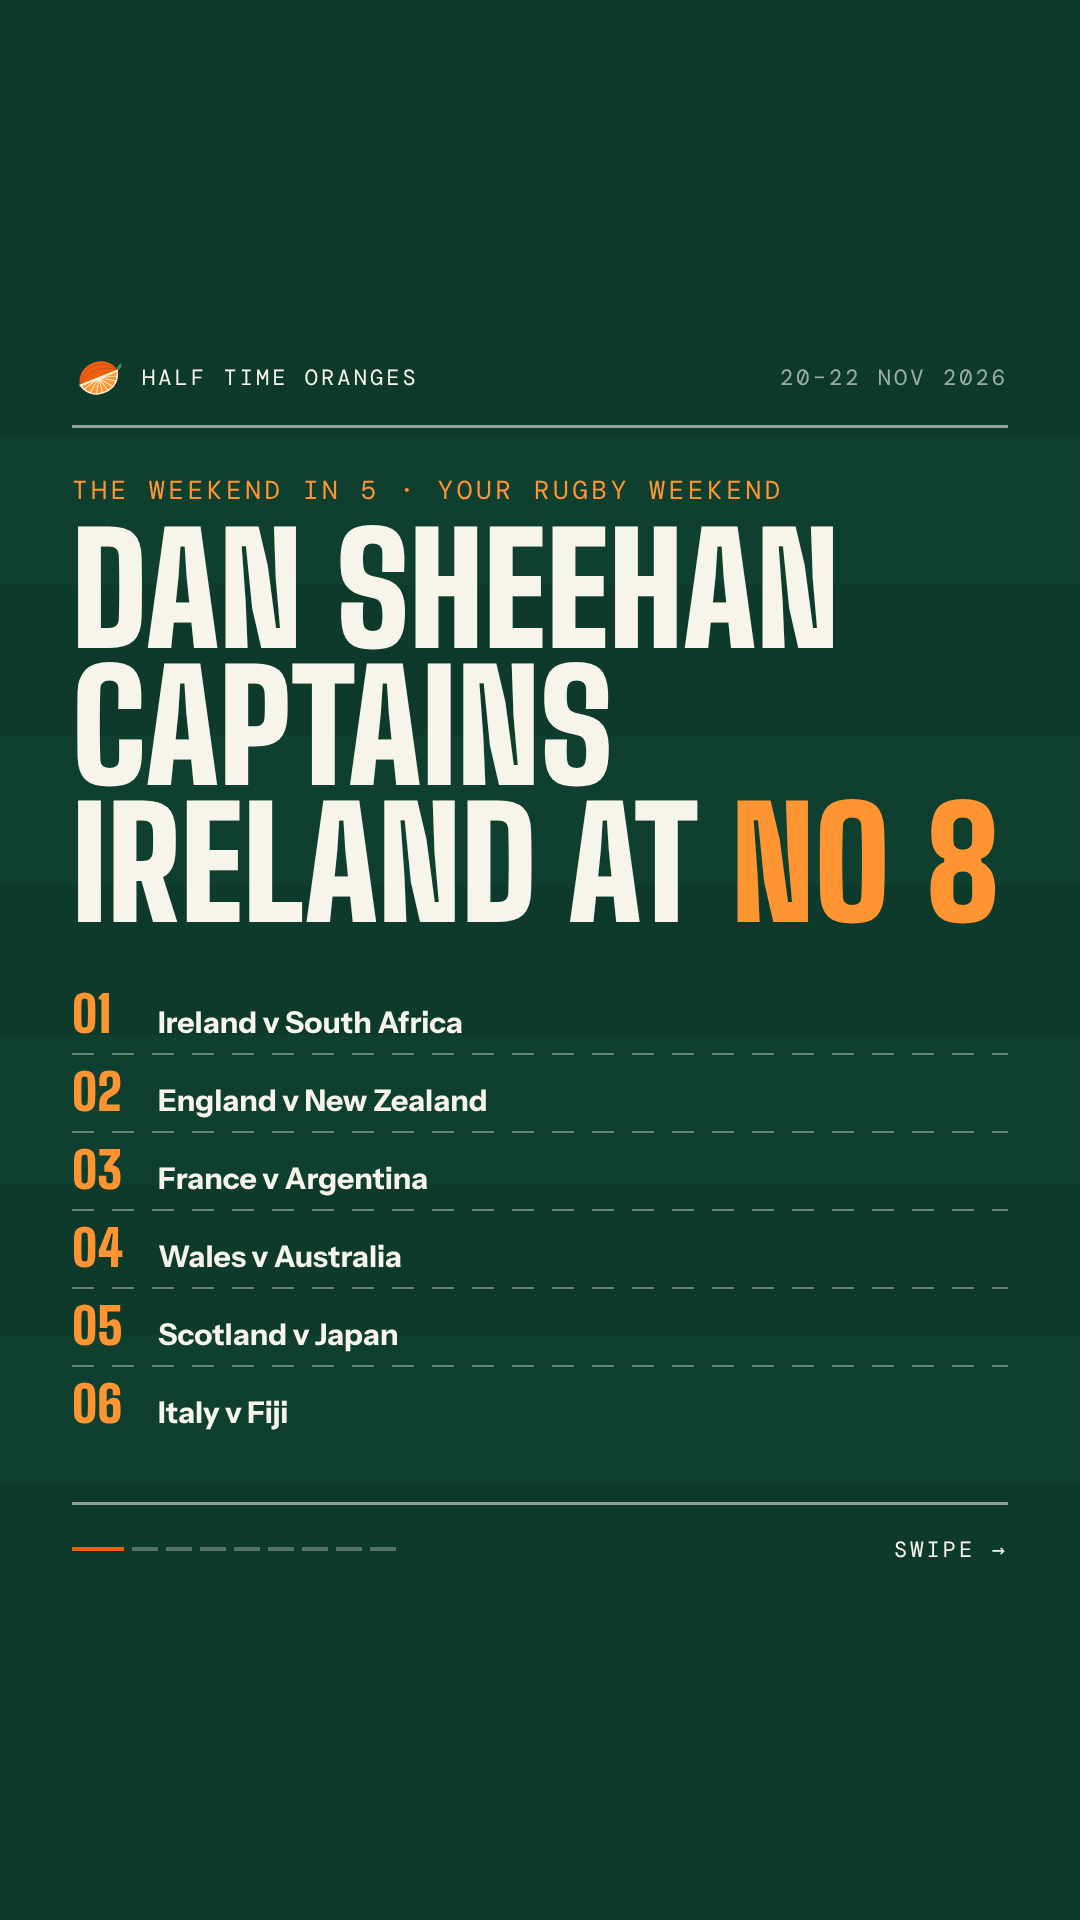 HALF TIME ORANGES
20–22 NOV 2026
THE WEEKEND IN 5 · YOUR RUGBY WEEKEND
DAN SHEEHAN
CAPTAINS
IRELAND AT NO 8
01 Ireland v South Africa
02 England v New Zealand
03 France v Argentina
04 Wales v Australia
05 Scotland v Japan
06 Italy v Fiji
SWIPE →